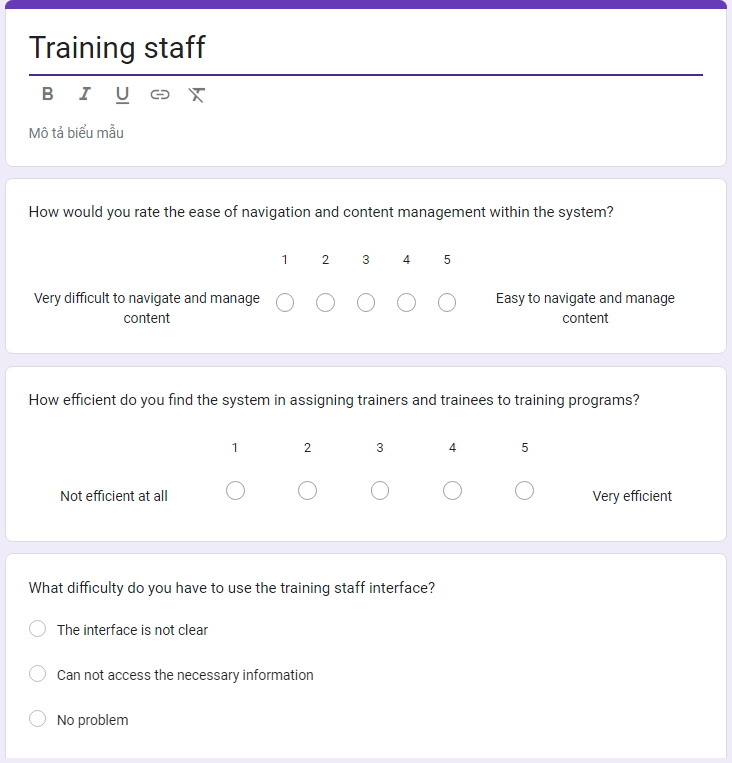 Training staff
B I U
Mô tả biểu mẫu
How would you rate the ease of navigation and content management within the system?
1 2 3 4 5
Very difficult to navigate and manage
content
Easy to navigate and manage
content
How efficient do you find the system in assigning trainers and trainees to training programs?
1 2 3 4 5
Not efficient at all
Very efficient
What difficulty do you have to use the training staff interface?
The interface is not clear
Can not access the necessary information
No problem